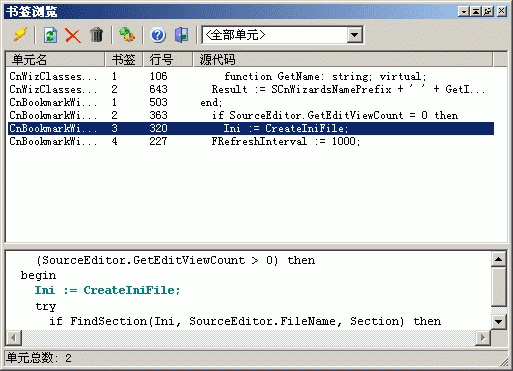 书签浏览
<全部单元>
单元名 书签 行号 源代码
CnWizClasses... 1 106 function GetName: string; virtual;
CnWizClasses... 2 643 Result := SCnWizardsNamePrefix + ' ' + GetI...
CnBookmarkWi... 1 503 end;
CnBookmarkWi... 2 363 if SourceEditor.GetEditViewCount = 0 then
CnBookmarkWi... 3 320 Ini := CreateIniFile;
CnBookmarkWi... 4 227 FRefreshInterval := 1000;
(SourceEditor.GetEditViewCount > 0) then
begin
Ini := CreateIniFile;
try
if FindSection(Ini, SourceEditor.FileName, Section) then
单元总数: 2